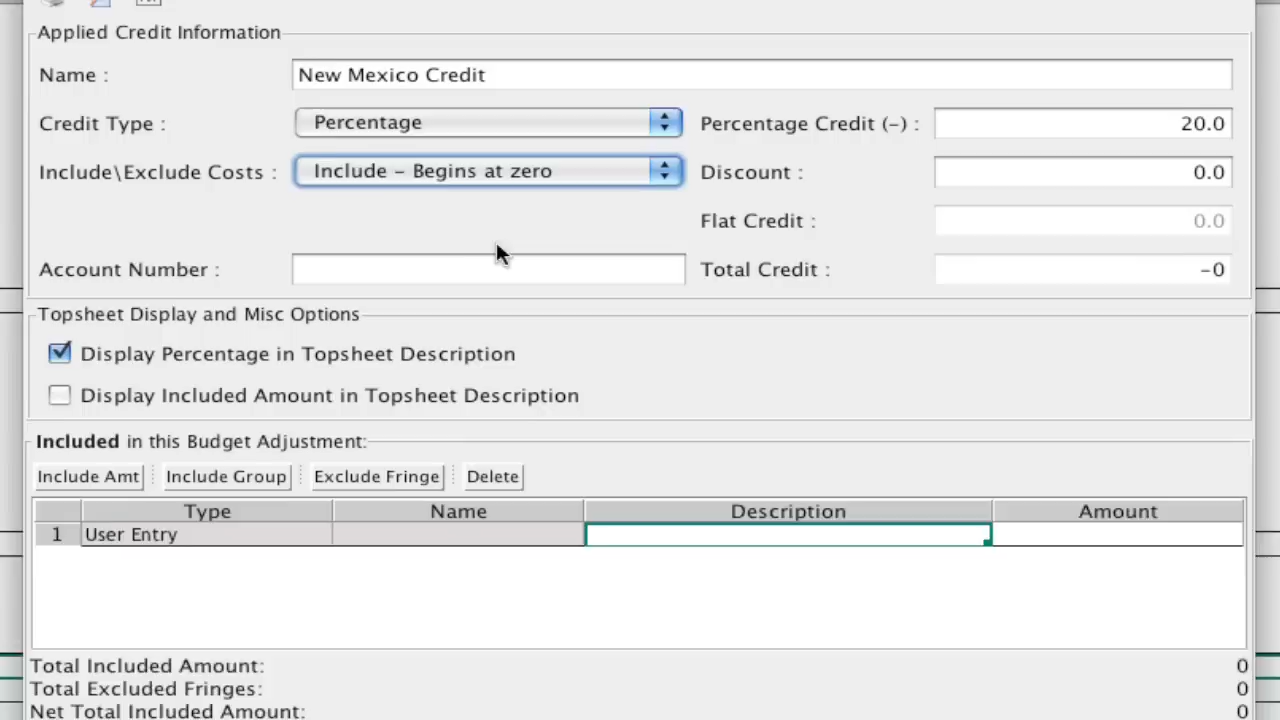 Applied Credit Information
Name : New Mexico Credit
Credit Type : Percentage Percentage Credit (-) : 20.0
Include\Exclude Costs : Include - Begins at zero Discount : 0.0
Flat Credit : 0.0
Account Number : Total Credit : -0
Topsheet Display and Misc Options
Display Percentage in Topsheet Description
Display Included Amount in Topsheet Description
Included in this Budget Adjustment:
Include Amt Include Group Exclude Fringe Delete
Type Name Description Amount
1 User Entry
Total Included Amount: 0
Total Excluded Fringes: 0
Net Total Included Amount: 0